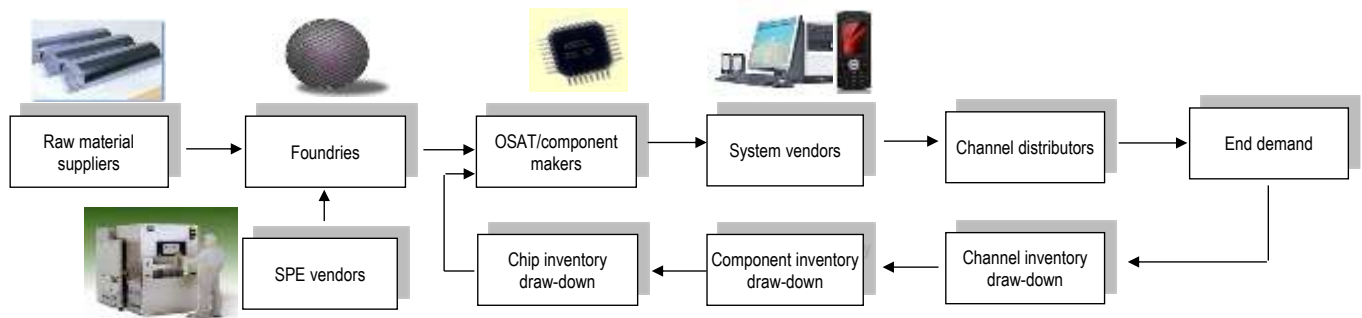 Raw material
suppliers
Foundries
OSAT/component
makers
System vendors
Channel distributors
End demand
SPE vendors
Chip inventory
draw-down
Component inventory
draw-down
Channel inventory
draw-down